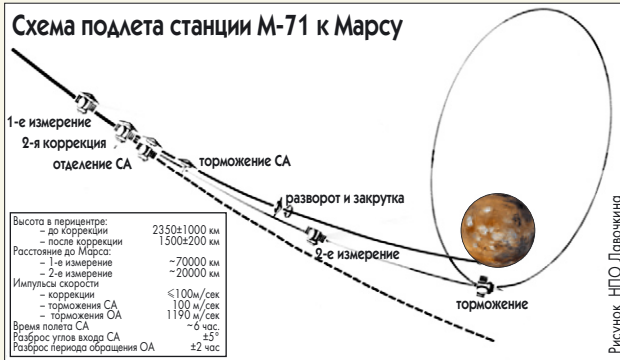 Схема подлета станции М-71 к Марсу
1-е измерение
2-я коррекция
отделение СА
торможение СА
разворот и закрутка
2-е измерение
торможение
Высота в перицентре:
– до коррекции 2350±1000 км
– после коррекции 1500±200 км
Расстояние до Марса:
– 1-е измерение ~70000 км
– 2-е измерение ~20000 км
Импульсы скорости
– коррекции ≤100м/сек
– торможения СА 100 м/сек
– торможения ОА 1190 м/сек
Время полета СА ~6 час.
Разброс углов входа СА ±5°
Разброс периода обращения ОА ±2 час
Рисунок НПО Лавочкина